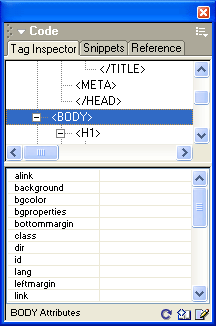 Code
Tag Inspector Snippets Reference
</TITLE>
<META>
</HEAD>
<BODY>
<H1>
alink
background
bgcolor
bgproperties
bottommargin
class
dir
id
lang
leftmargin
link
BODY Attributes